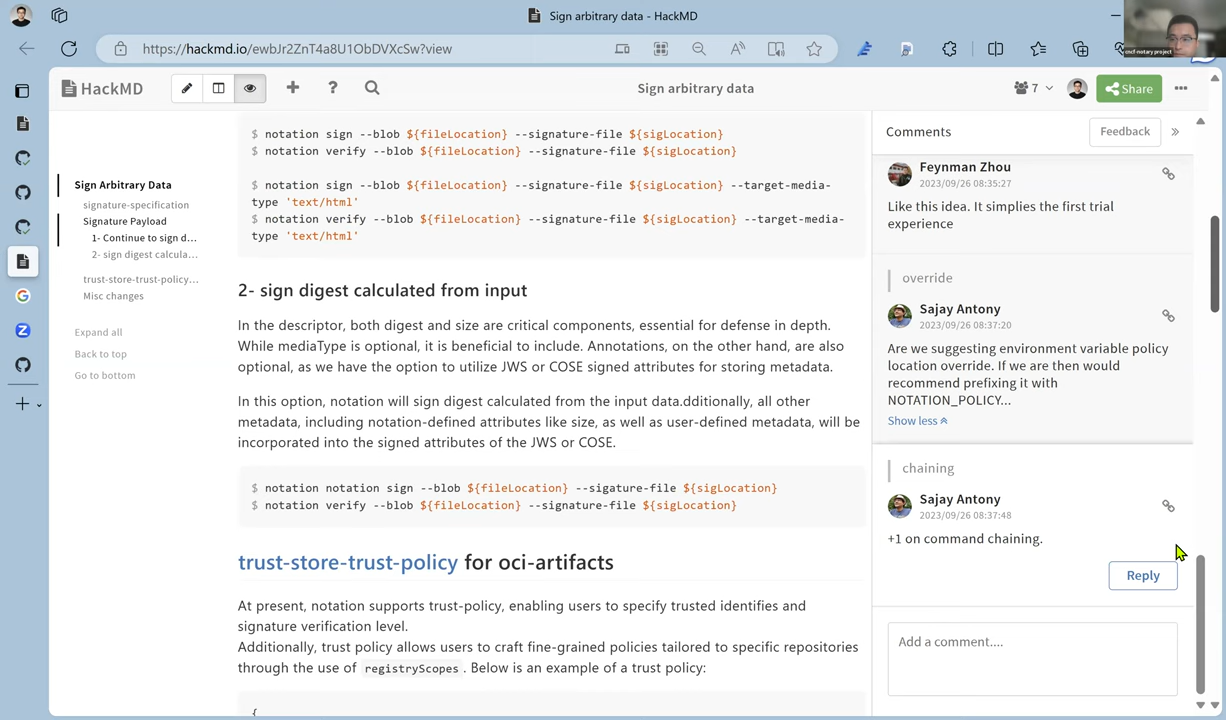 Sign arbitrary data - HackMD
https://hackmd.io/ewbJr2ZnT4a8U1ObDVXcSw?view
cncf-notary project
HackMD
Sign arbitrary data
7
Share
Sign Arbitrary Data
signature-specification
Signature Payload
1- Continue to sign d...
2- sign digest calcula...
trust-store-trust-policy...
Misc changes
Expand all
Back to top
Go to bottom
$ notation sign --blob ${fileLocation} --signature-file ${sigLocation}
$ notation verify --blob ${fileLocation} --signature-file ${sigLocation}
$ notation sign --blob ${fileLocation} --signature-file ${sigLocation} --target-media-
type 'text/html'
$ notation verify --blob ${fileLocation} --signature-file ${sigLocation} --target-media-
type 'text/html'
2- sign digest calculated from input
In the descriptor, both digest and size are critical components, essential for defense in depth.
While mediaType is optional, it is beneficial to include. Annotations, on the other hand, are also
optional, as we have the option to utilize JWS or COSE signed attributes for storing metadata.
In this option, notation will sign digest calculated from the input data.dditionally, all other
metadata, including notation-defined attributes like size, as well as user-defined metadata, will be
incorporated into the signed attributes of the JWS or COSE.
$ notation notation sign --blob ${fileLocation} --sigature-file ${sigLocation}
$ notation verify --blob ${fileLocation} --signature-file ${sigLocation}
trust-store-trust-policy for oci-artifacts
At present, notation supports trust-policy, enabling users to specify trusted identifies and
signature verification level.
Additionally, trust policy allows users to craft fine-grained policies tailored to specific repositories
through the use of registryScopes . Below is an example of a trust policy:
{
Comments
Feedback
Feynman Zhou
2023/09/26 08:35:27
Like this idea. It simplies the first trial
experience
override
Sajay Antony
2023/09/26 08:37:20
Are we suggesting environment variable policy
location override. If we are then would
recommend prefixing it with
NOTATION_POLICY...
Show less
chaining
Sajay Antony
2023/09/26 08:37:48
+1 on command chaining.
Reply
Add a comment....